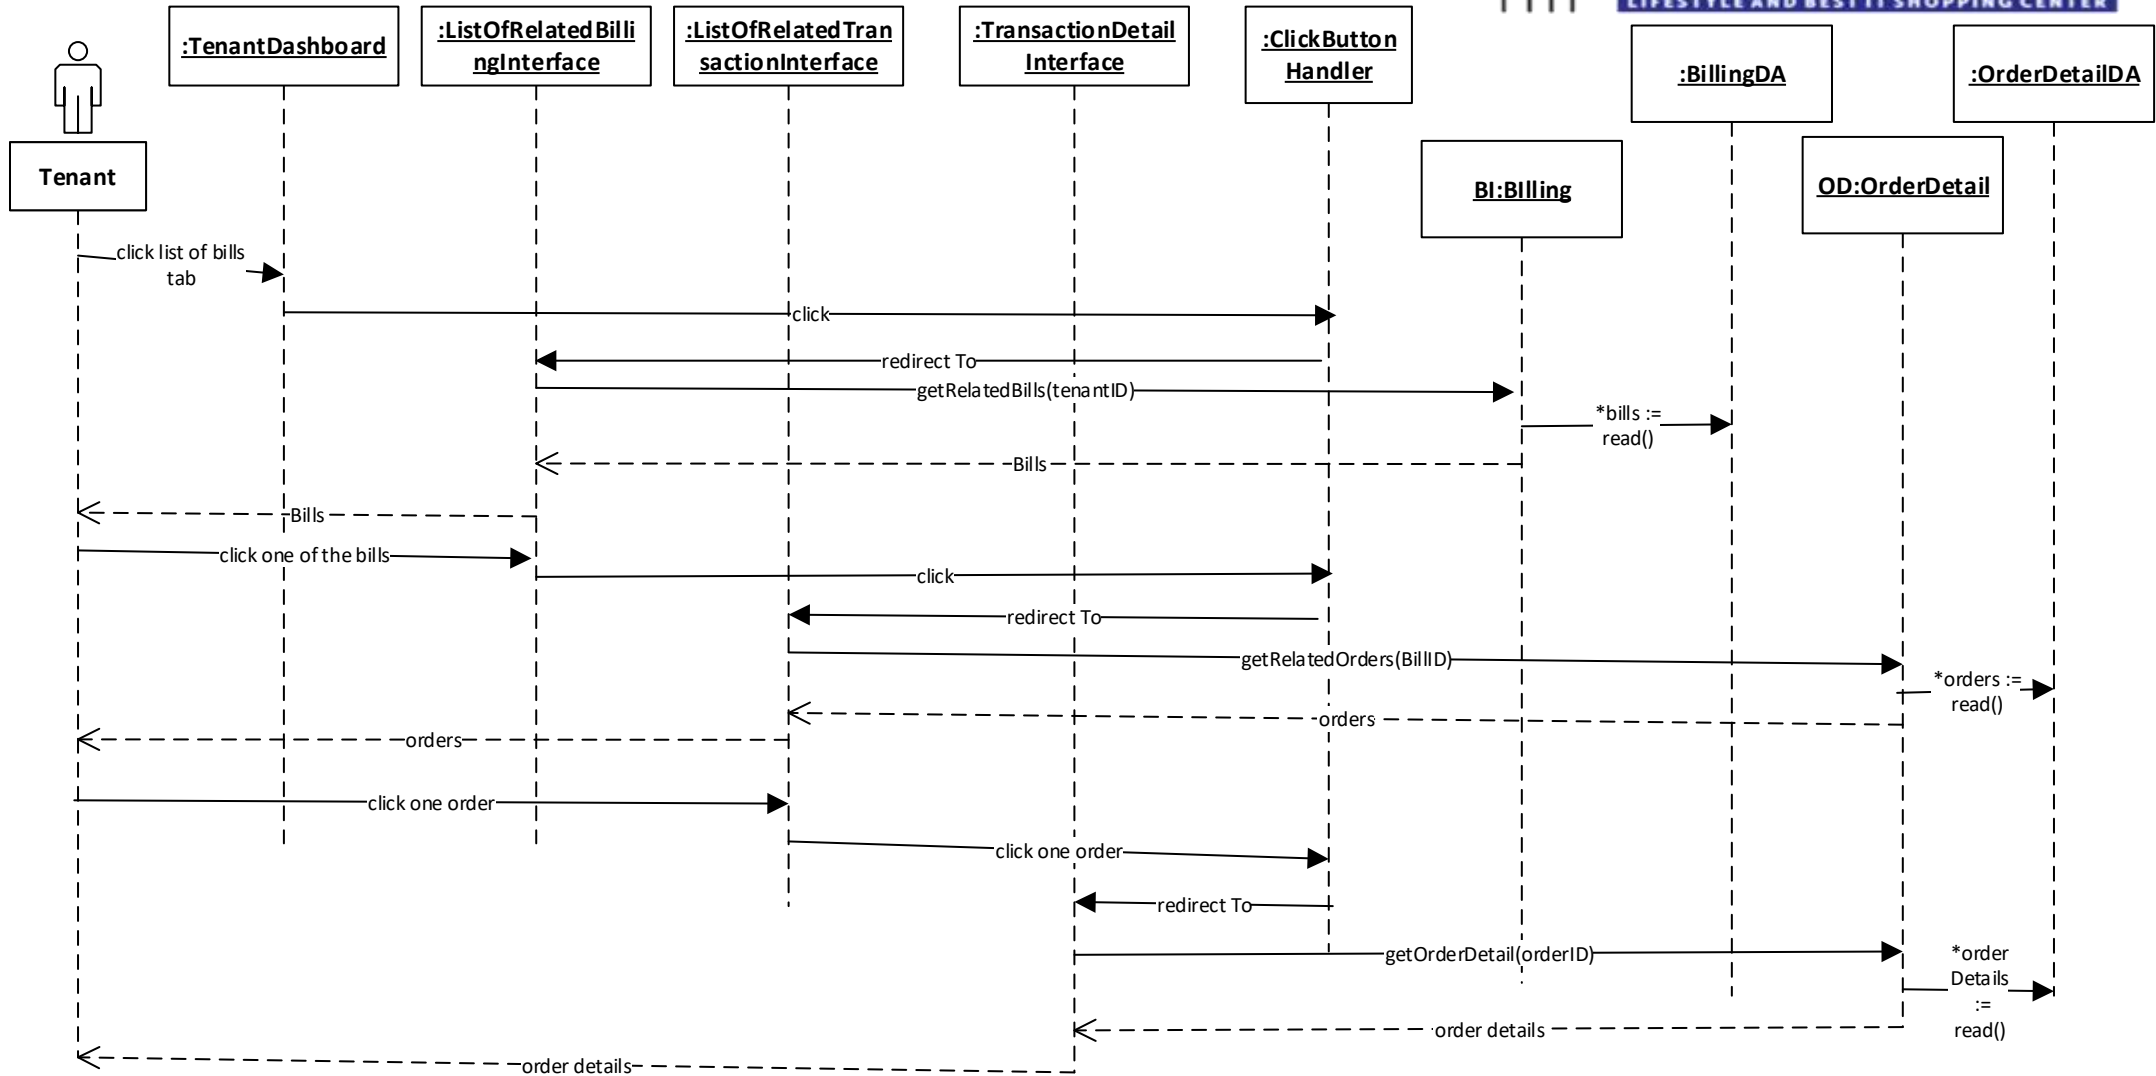 LIFESTYLE AND BEST IT SHOPPING CENTER
:TenantDashboard
:ListOfRelatedBilli
ngInterface
:ListOfRelatedTran
sactionInterface
:TransactionDetail
Interface
:ClickButton
Handler
:BillingDA
:OrderDetailDA
Tenant
BI:BIlling
OD:OrderDetail
click list of bills
tab
click
redirect To
getRelatedBills(tenantID)
*bills :=
read()
Bills
Bills
click one of the bills
click
redirect To
getRelatedOrders(BillID)
*orders :=
read()
orders
orders
click one order
click one order
redirect To
getOrderDetail(orderID)
*order
Details
:=
read()
order details
order details